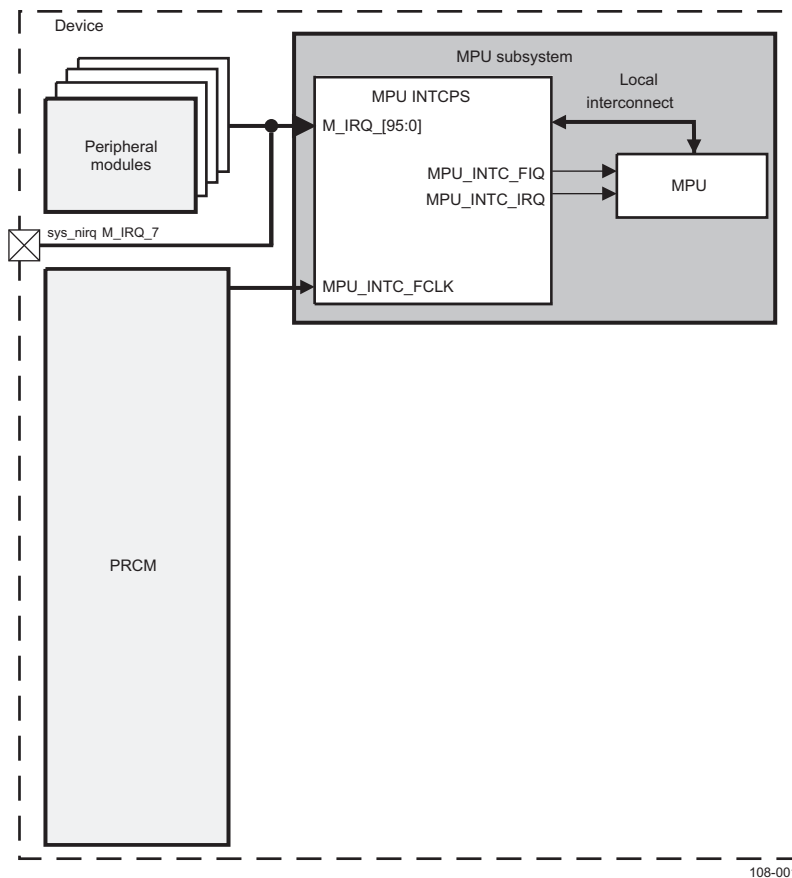 Device
MPU subsystem
Local
interconnect
MPU INTCPS
M_IRQ_[95:0]
Peripheral
modules
MPU_INTC_FIQ
MPU_INTC_IRQ
MPU
sys_nirq M_IRQ_7
MPU_INTC_FCLK
PRCM
108-001